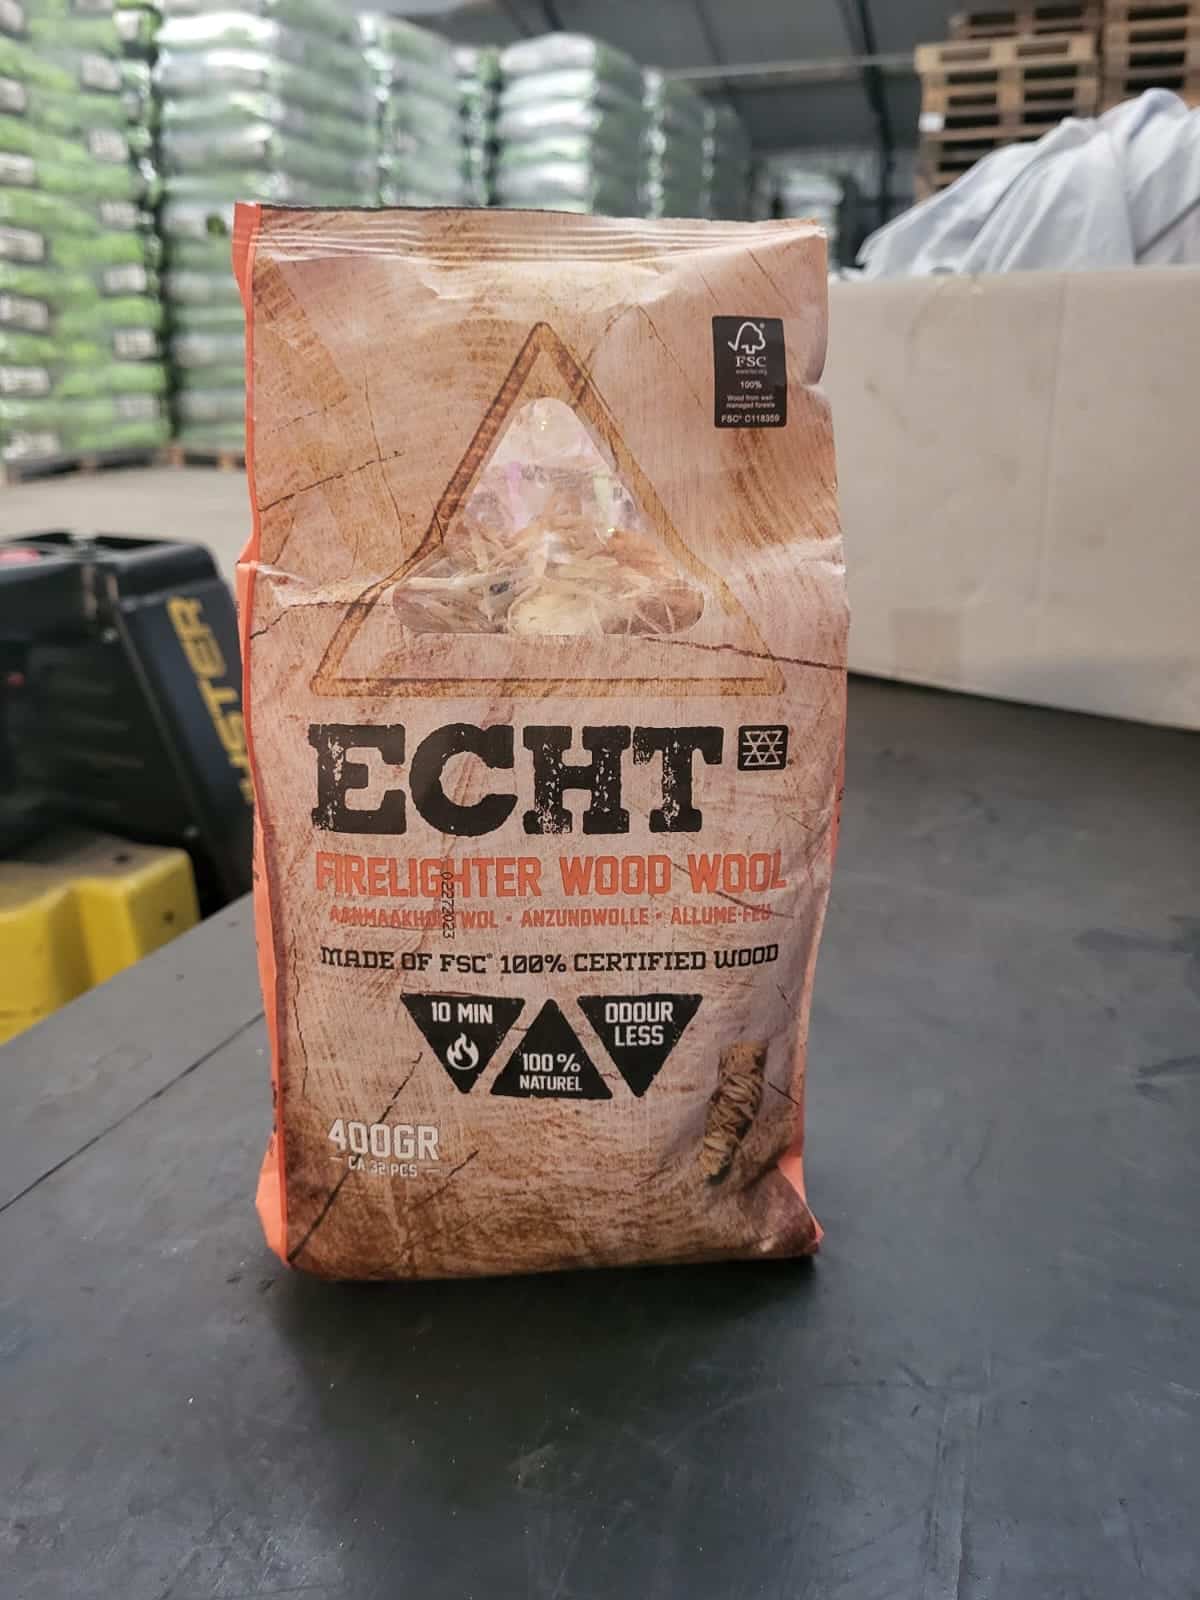 FSC
www.fsc.org
100%
Wood from well-
managed forests
FSC® C118359
ECHT
FIRELIGHTER WOOD WOOL
AANMAAKHOUTWOL • ANZUNDWOLLE • ALLUME-FEU
02272023
MADE OF FSC® 100% CERTIFIED WOOD
10 MIN
100%
NATUREL
ODOUR
LESS
400GR
CA 32 PCS